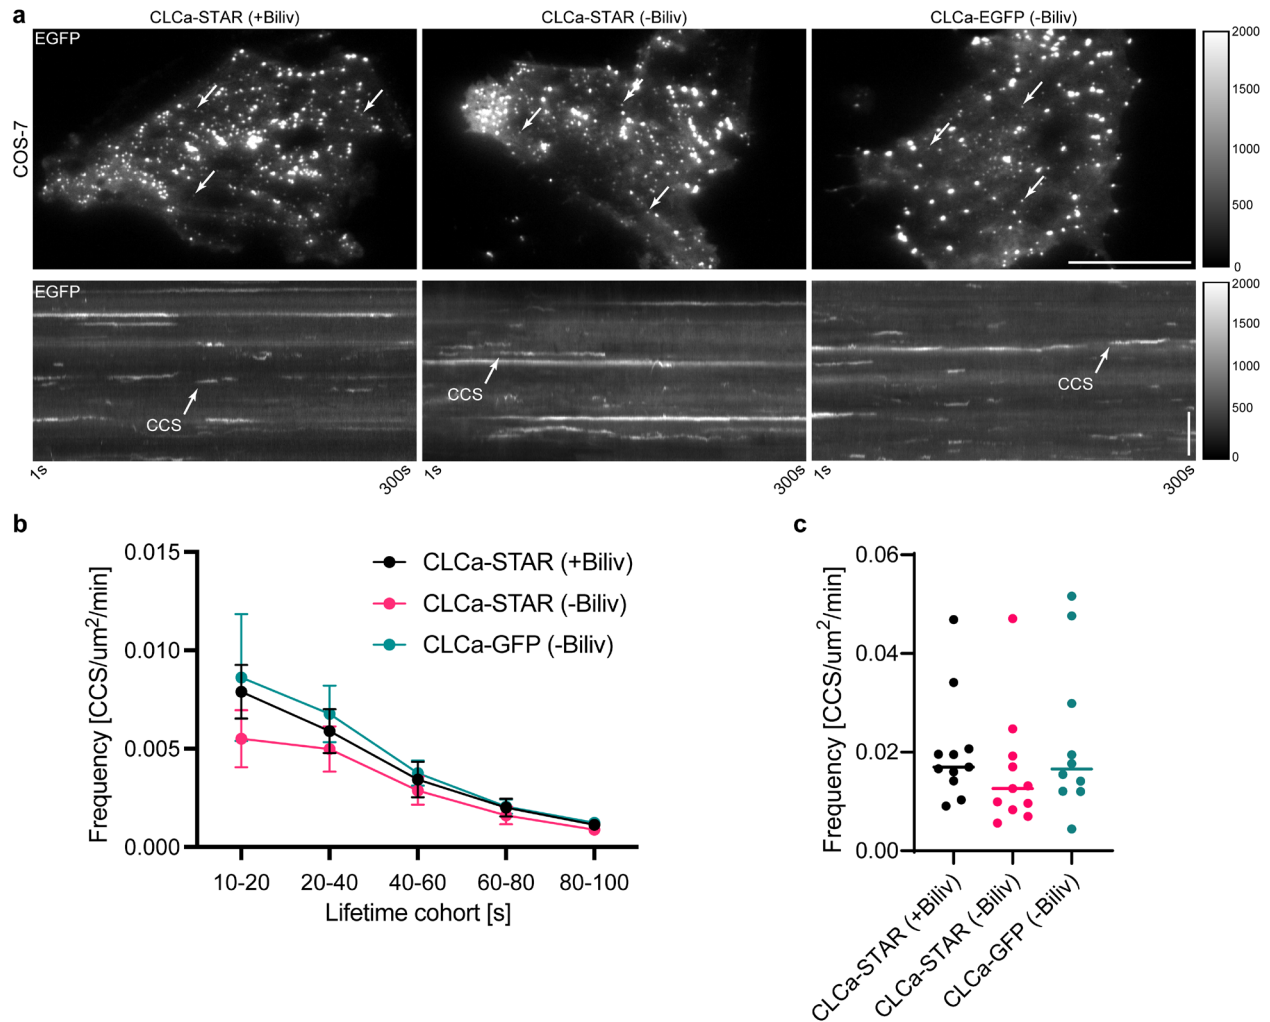 a
CLCa-STAR (+Biliv)
CLCa-STAR (-Biliv)
CLCa-EGFP (-Biliv)
EGFP
COS-7
2000
1500
1000
500
0
EGFP
CCS
CCS
CCS
2000
1500
1000
500
0
1s
300s
1s
300s
1s
300s
b
0.015
0.010
0.005
0.000
Frequency [CCS/um²/min]
CLCa-STAR (+Biliv)
CLCa-STAR (-Biliv)
CLCa-GFP (-Biliv)
10-20
20-40
40-60
60-80
80-100
Lifetime cohort [s]
c
0.06
0.04
0.02
0.00
Frequency [CCS/um²/min]
CLCa-STAR (+Biliv)
CLCa-STAR (-Biliv)
CLCa-GFP (-Biliv)